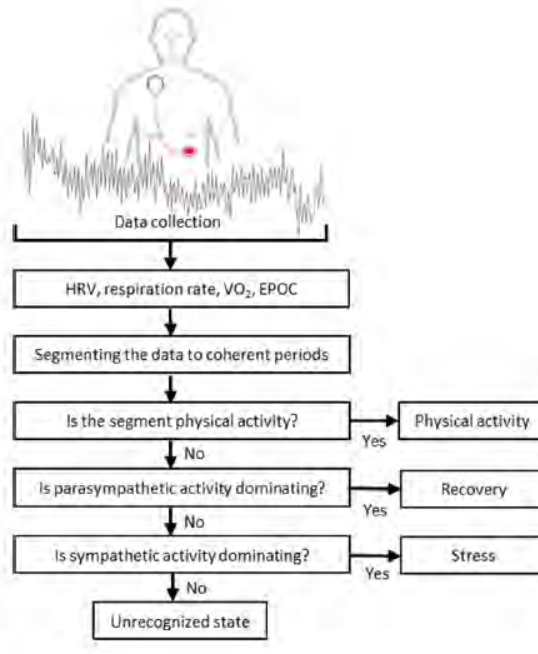 Data collection
HRV, respiration rate, VO₂, EPOC
Segmenting the data to coherent periods
Is the segment physical activity?
Yes
Physical activity
No
Is parasympathetic activity dominating?
Yes
Recovery
No
Is sympathetic activity dominating?
Yes
Stress
No
Unrecognized state